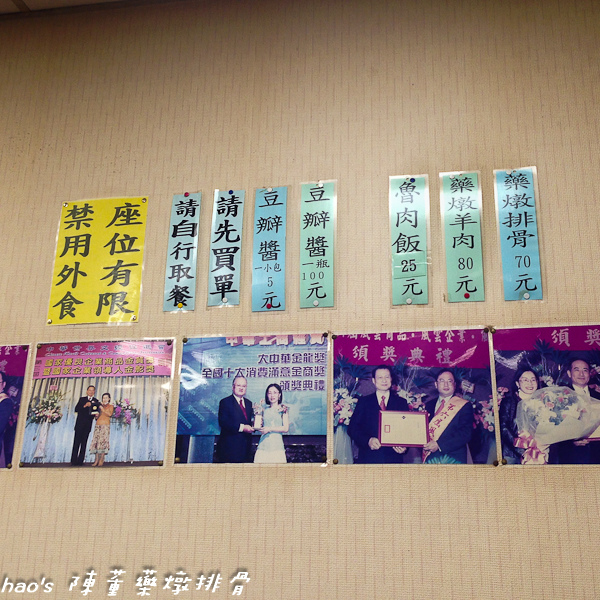 座位有限
禁用外食
請自行取餐
請先買單
豆瓣醬一小包5元
豆瓣醬一瓶100元
魯肉飯25元
藥燉羊肉80元
藥燉排骨70元
大中華金龍獎
全國十大消費滿意金商獎
頒獎典禮
頒獎典禮
頒獎
hao's 陳董藥燉排骨